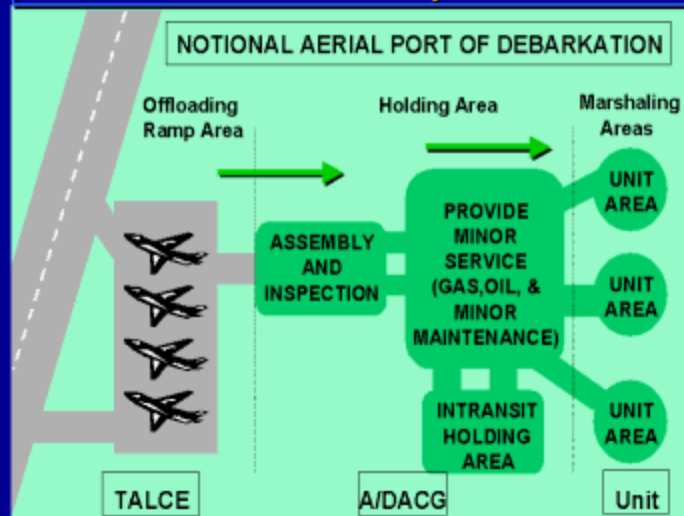 NOTIONAL AERIAL PORT OF DEBARKATION
Offloading
Ramp Area
Holding Area
Marshaling
Areas
ASSEMBLY
AND
INSPECTION
PROVIDE
MINOR
SERVICE
(GAS,OIL, &
MINOR
MAINTENANCE)
UNIT
AREA
UNIT
AREA
UNIT
AREA
INTRANSIT
HOLDING
AREA
TALCE
A/DACG
Unit